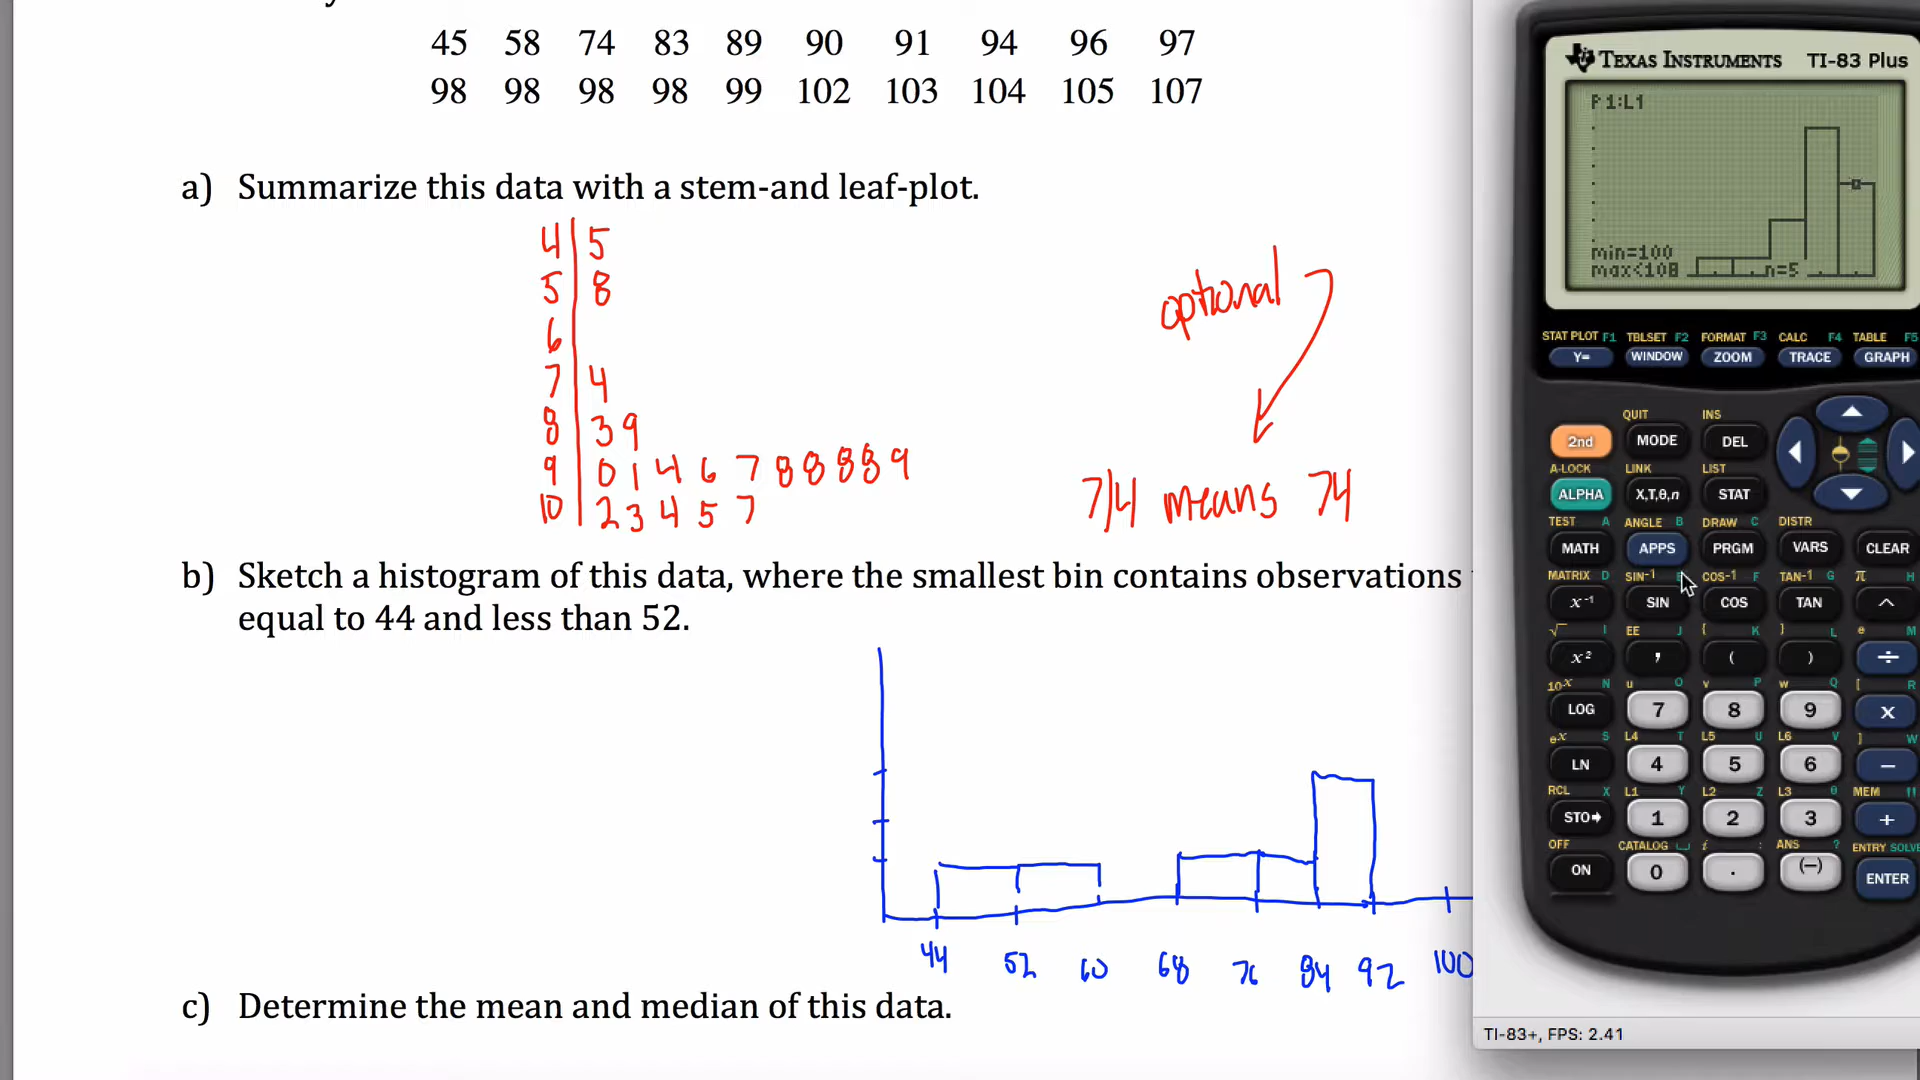 45 58 74 83 89 90 91 94 96 97
98 98 98 98 99 102 103 104 105 107
a) Summarize this data with a stem-and leaf-plot.
4 | 5
5 | 8
6 |
7 | 4
8 | 3 9
9 | 0 1 4 6 7 8 8 8 8 9
10 | 2 3 4 5 7
optional
7|4 means 74
b) Sketch a histogram of this data, where the smallest bin contains observations
equal to 44 and less than 52.
44 52 60 68 76 84 92 100
c) Determine the mean and median of this data.
TEXAS INSTRUMENTS TI-83 Plus
P1:L1
min=100
max<108 n=5
STAT PLOT F1 TBLSET F2 FORMAT F3 CALC F4 TABLE F5
Y= WINDOW ZOOM TRACE GRAPH
QUIT INS
2nd MODE DEL
A-LOCK LINK LIST
ALPHA X,T,θ,n STAT
TEST A ANGLE B DRAW C DISTR
MATH APPS PRGM VARS CLEAR
MATRIX D SIN⁻¹ COS⁻¹ F TAN⁻¹ G π H
x⁻¹ SIN COS TAN ^
√ I EE J { K } L e M
x² , ( ) ÷
10ˣ N u O v P w Q [ R
LOG 7 8 9 x
eˣ S L4 T L5 U L6 V ] W
LN 4 5 6 −
RCL X L1 Y L2 Z L3 θ MEM "
STO➔ 1 2 3 +
OFF CATALOG ␣ i : ANS ? ENTRY SOLVE
ON 0 . (−) ENTER
TI-83+, FPS: 2.41